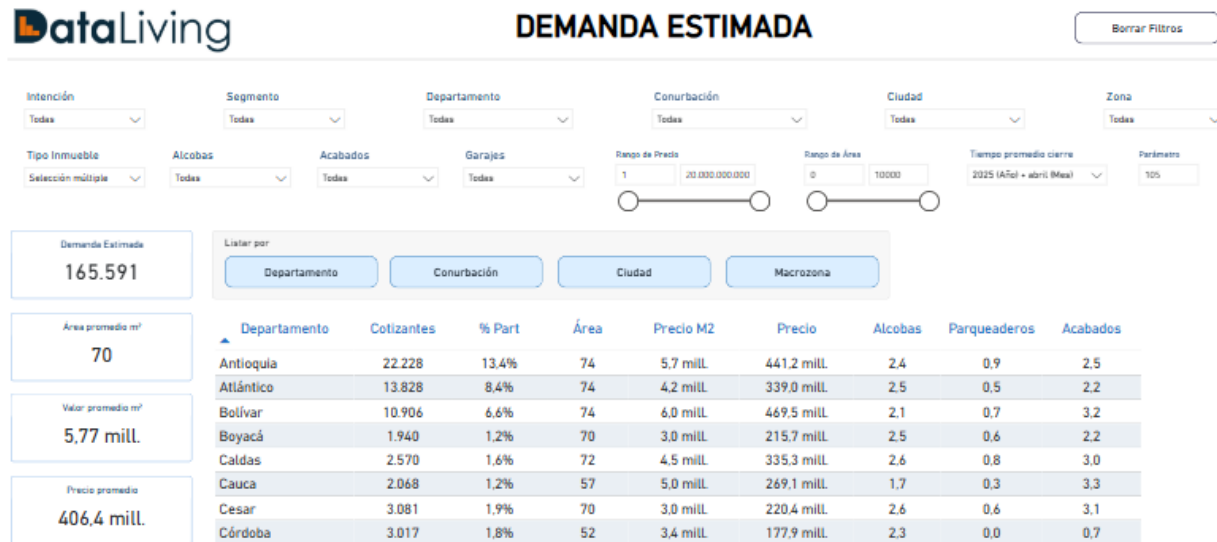 DataLiving
DEMANDA ESTIMADA
Borrar Filtros
Intención Segmento Departamento Conurbación Ciudad Zona
Todas Todas Todas Todas Todas Todas
Tipo Inmueble Alcobas Acabados Garajes Rango de Precio Rango de Área Tiempo promedio cierre Parámetro
Selección múltiple Todas Todas Todas 1 20.000.000.000 0 10000 2025 (Año) + abril (Mes) 105
Demanda Estimada
165.591
Listar por
Departamento Conurbación Ciudad Macrozona
Área promedio m²
70
Valor promedio m²
5,77 mill.
Precio promedio
406,4 mill.
Departamento Cotizantes % Part Área Precio M2 Precio Alcobas Parqueaderos Acabados
Antioquia 22.228 13,4% 74 5,7 mill. 441,2 mill. 2,4 0,9 2,5
Atlántico 13.828 8,4% 74 4,2 mill. 339,0 mill. 2,5 0,5 2,2
Bolívar 10.906 6,6% 74 6,0 mill. 469,5 mill. 2,1 0,7 3,2
Boyacá 1.940 1,2% 70 3,0 mill. 215,7 mill. 2,5 0,6 2,2
Caldas 2.570 1,6% 72 4,5 mill. 335,3 mill. 2,6 0,8 3,0
Cauca 2.068 1,2% 57 5,0 mill. 269,1 mill. 1,7 0,3 3,3
Cesar 3.081 1,9% 70 3,0 mill. 220,4 mill. 2,6 0,6 3,1
Córdoba 3.017 1,8% 52 3,4 mill. 177,9 mill. 2,3 0,0 0,7